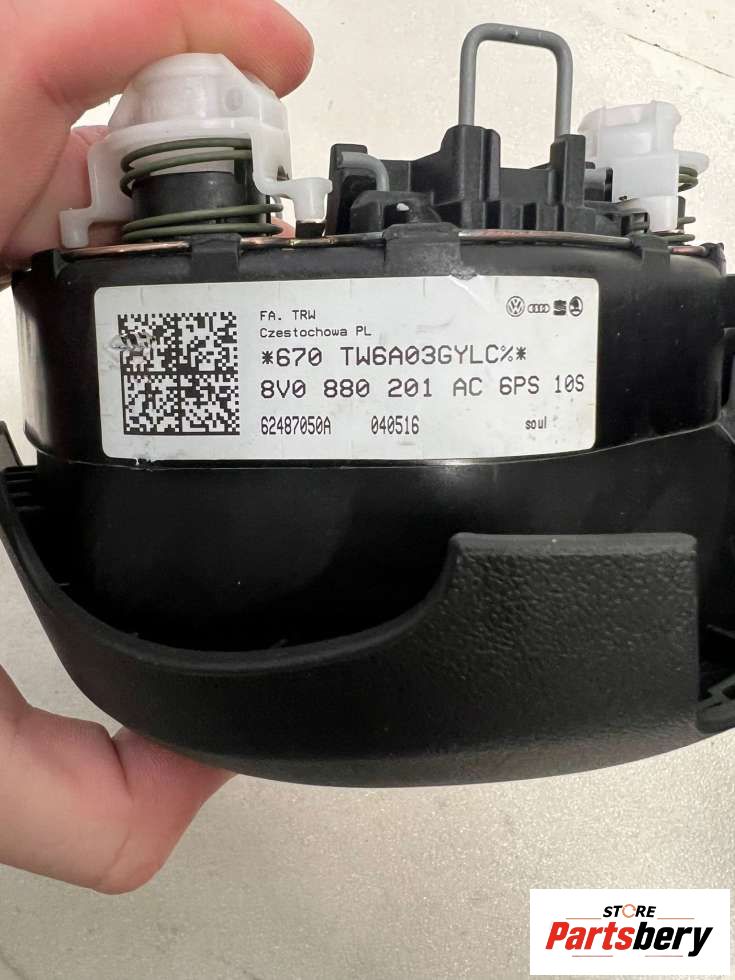 FA. TRW
Czestochowa PL
*670 TW6A03GYLC%*
8V0 880 201 AC 6PS 10S
62487050A 040516 soul
STORE
Partsbery